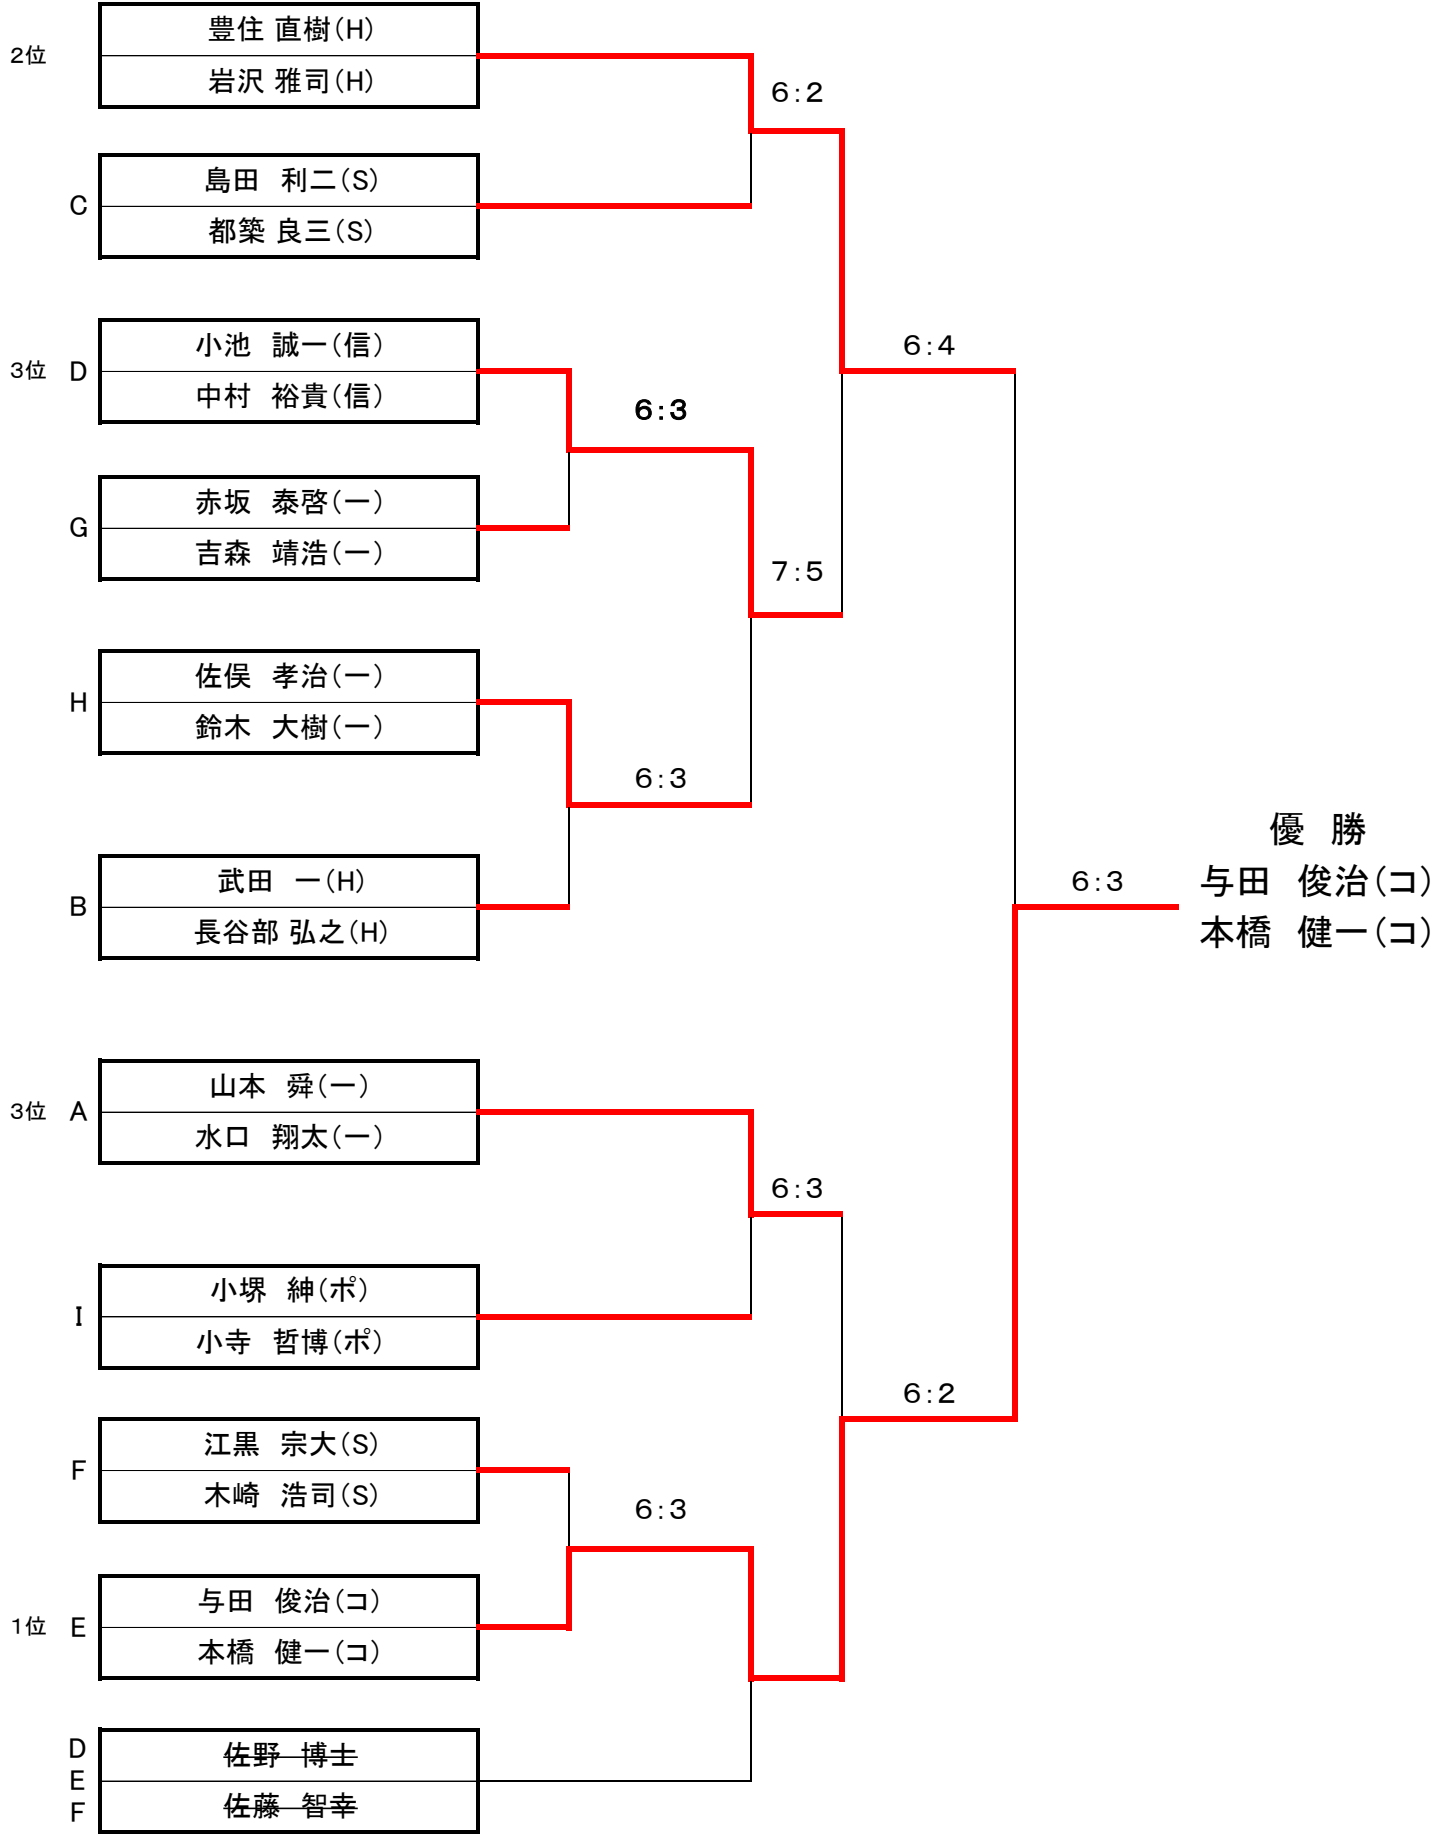 豊住 直樹(H)
2位
岩沢 雅司(H)
6:2
島田　利二(S)
C
都築 良三(S)
小池　誠一(信)
6:4
3位 D
中村　裕貴(信)
6:3
赤坂　泰啓(一)
G
吉森　靖浩(一)
7:5
佐俣　孝治(一)
H
鈴木　大樹(一)
6:3
優　勝
武田　一(H)
6:3
与田　俊治(コ)
B
長谷部 弘之(H)
本橋　健一(コ)
山本　舜(一)
3位 A
水口　翔太(一)
6:3
小堺　紳(ポ)
I
小寺　哲博(ポ)
6:2
江黒　宗大(S)
F
木崎　浩司(S)
6:3
与田　俊治(コ)
1位 E
本橋　健一(コ)
D
佐野　博士
E
F
佐藤　智幸